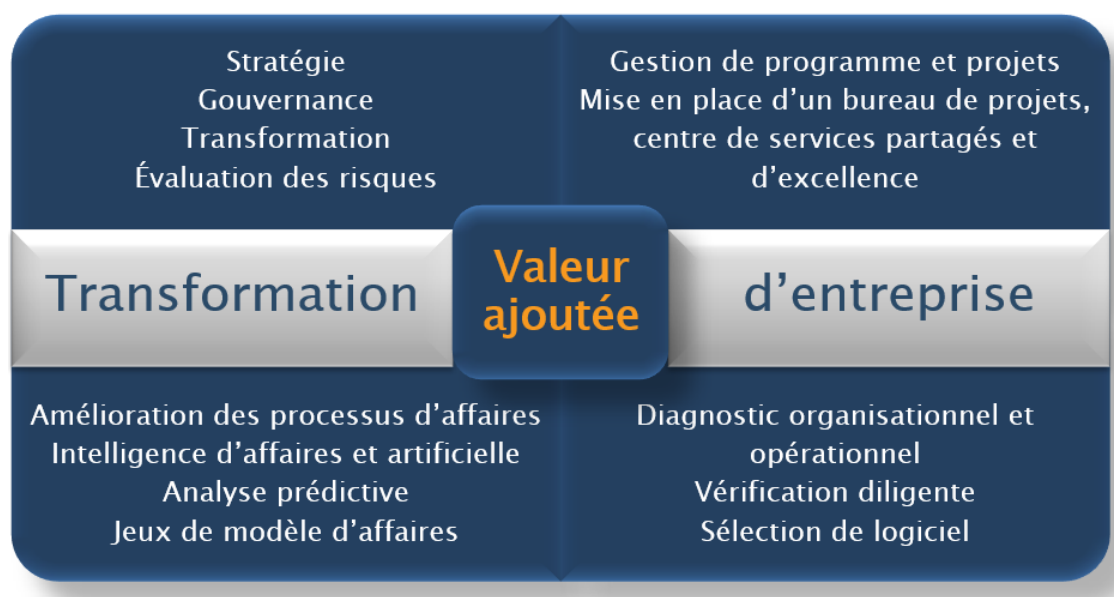 Stratégie
Gouvernance
Transformation
Évaluation des risques
Gestion de programme et projets
Mise en place d’un bureau de projets,
centre de services partagés et
d’excellence
Transformation
Valeur
ajoutée
d’entreprise
Amélioration des processus d’affaires
Intelligence d’affaires et artificielle
Analyse prédictive
Jeux de modèle d’affaires
Diagnostic organisationnel et
opérationnel
Vérification diligente
Sélection de logiciel